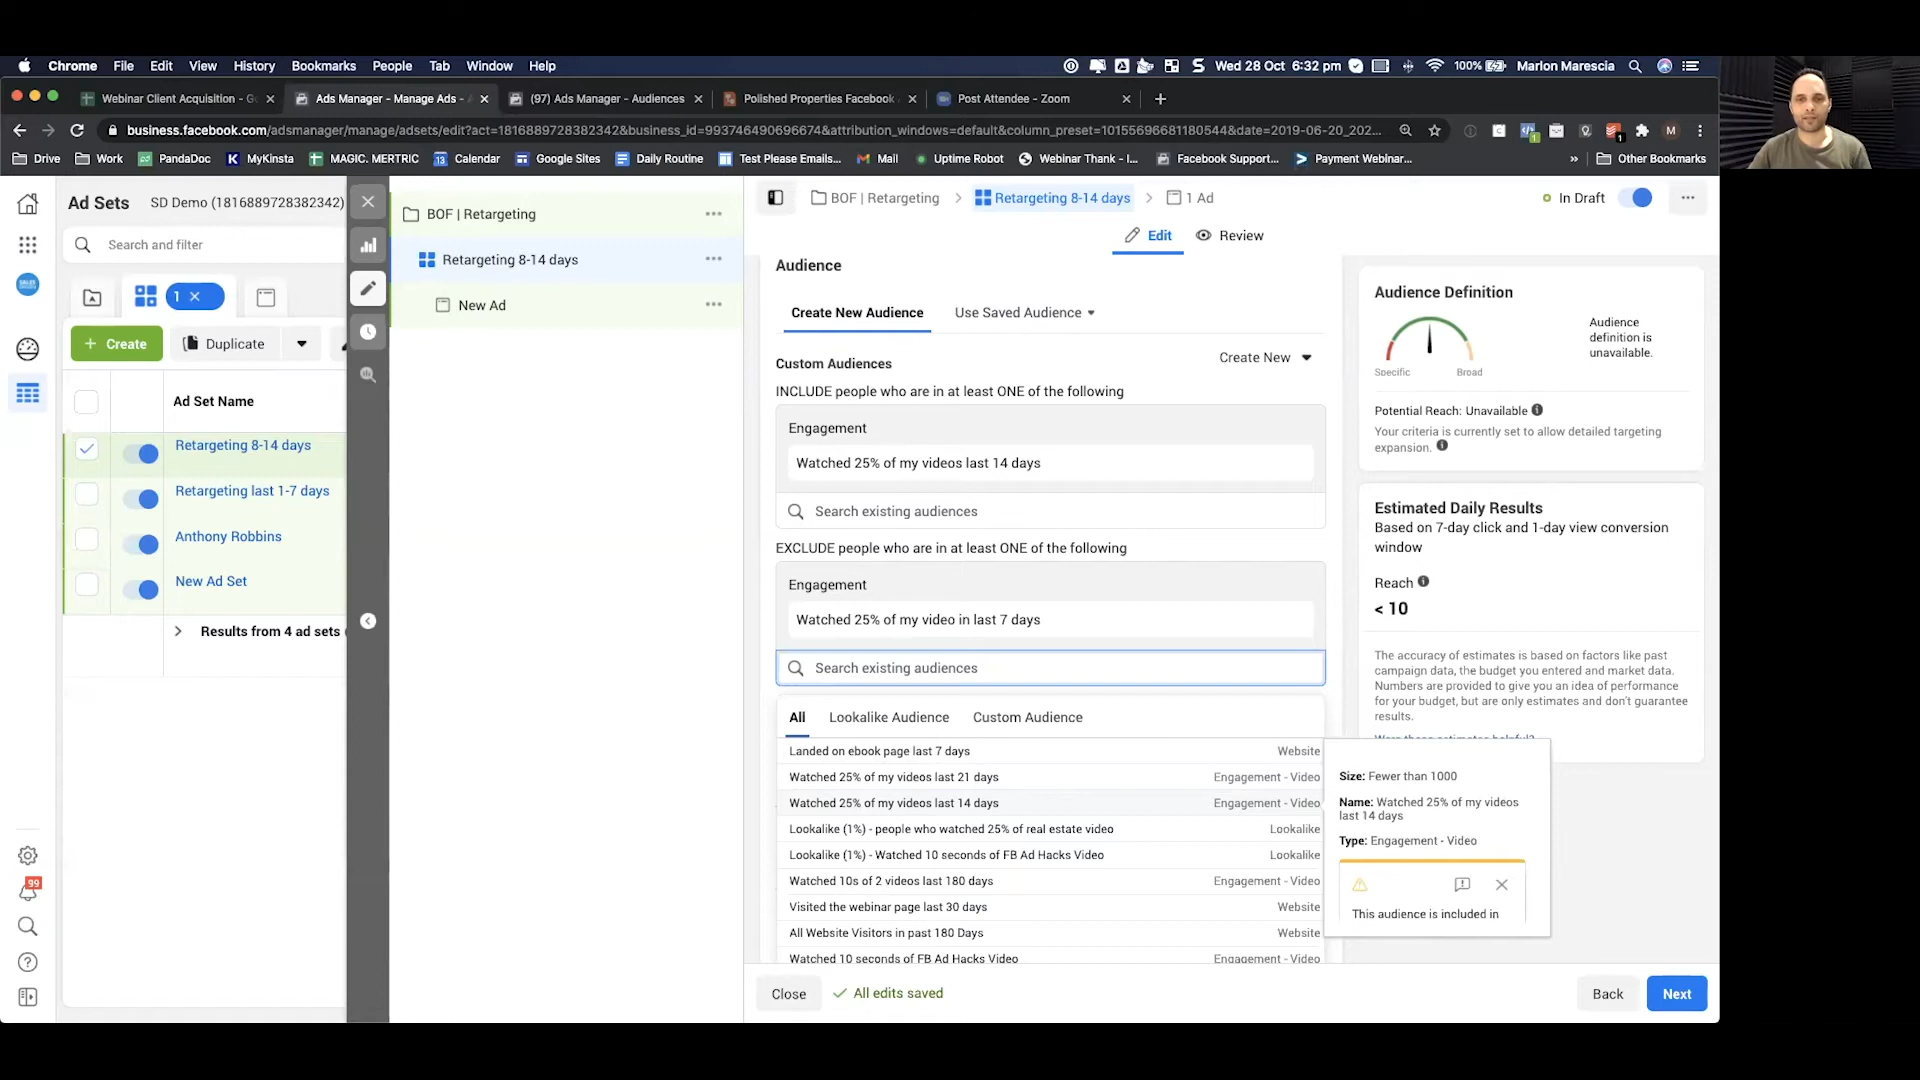 Chrome File Edit View History Bookmarks People Tab Window Help
Wed 28 Oct 6:32 pm 100% Marlon Marescia
Webinar Client Acquisition - G
Ads Manager - Manage Ads -
(97) Ads Manager - Audiences
Polished Properties Facebook
Post Attendee - Zoom
business.facebook.com/adsmanager/manage/adsets/edit?act=1816889728382342&business_id=993746490696674&attribution_windows=default&column_preset=10155696681180544&date=2019-06-20_202...
Drive Work PandaDoc MyKinsta MAGIC. MERTRIC Calendar Google Sites Daily Routine Test Please Emails... Mail Uptime Robot Webinar Thank - I... Facebook Support... Payment Webinar... » Other Bookmarks
Ad Sets SD Demo (1816889728382342)
Search and filter
1
+ Create
Duplicate
Ad Set Name
Retargeting 8-14 days
Retargeting last 1-7 days
Anthony Robbins
New Ad Set
Results from 4 ad sets
99
BOF | Retargeting
Retargeting 8-14 days
New Ad
BOF | Retargeting
Retargeting 8-14 days
1 Ad
In Draft
Edit
Review
Audience
Create New Audience
Use Saved Audience
Custom Audiences
Create New
INCLUDE people who are in at least ONE of the following
Engagement
Watched 25% of my videos last 14 days
Search existing audiences
EXCLUDE people who are in at least ONE of the following
Engagement
Watched 25% of my video in last 7 days
Search existing audiences
All Lookalike Audience Custom Audience
Landed on ebook page last 7 days Website
Watched 25% of my videos last 21 days Engagement - Video
Watched 25% of my videos last 14 days Engagement - Video
Lookalike (1%) - people who watched 25% of real estate video Lookalike
Lookalike (1%) - Watched 10 seconds of FB Ad Hacks Video Lookalike
Watched 10s of 2 videos last 180 days Engagement - Video
Visited the webinar page last 30 days Website
All Website Visitors in past 180 Days Website
Watched 10 seconds of FB Ad Hacks Video Engagement - Video
Close
All edits saved
Back
Next
Audience Definition
Specific
Broad
Audience
definition is
unavailable.
Potential Reach: Unavailable
Your criteria is currently set to allow detailed targeting
expansion.
Estimated Daily Results
Based on 7-day click and 1-day view conversion
window
Reach
< 10
The accuracy of estimates is based on factors like past
campaign data, the budget you entered and market data.
Numbers are provided to give you an idea of performance
for your budget, but are only estimates and don't guarantee
results.
Were these estimates helpful?
Size: Fewer than 1000
Name: Watched 25% of my videos
last 14 days
Type: Engagement - Video
This audience is included in